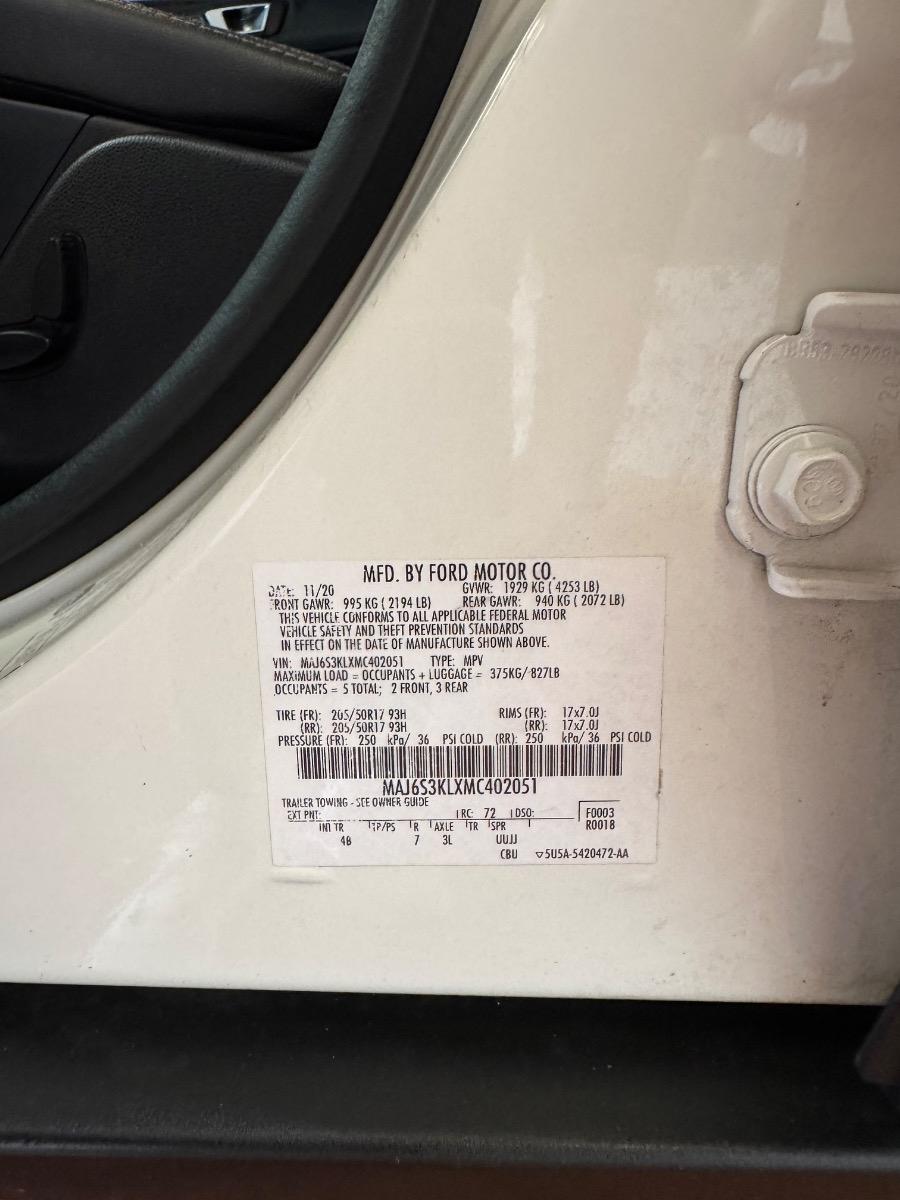 MFD. BY FORD MOTOR CO.
DATE: 11/20 GVWR: 1929 KG ( 4253 LB)
FRONT GAWR: 995 KG ( 2194 LB) REAR GAWR: 940 KG ( 2072 LB)
THIS VEHICLE CONFORMS TO ALL APPLICABLE FEDERAL MOTOR
VEHICLE SAFETY AND THEFT PREVENTION STANDARDS
IN EFFECT ON THE DATE OF MANUFACTURE SHOWN ABOVE.
VIN: MAJ6S3KLXMC402051 TYPE: MPV
MAXIMUM LOAD = OCCUPANTS + LUGGAGE = 375KG/ 827LB
OCCUPANTS = 5 TOTAL; 2 FRONT, 3 REAR
TIRE (FR): 205/50R17 93H RIMS (FR): 17x7.0J
(RR): 205/50R17 93H (RR): 17x7.0J
PRESSURE (FR): 250 kPa/ 36 PSI COLD (RR): 250 kPa/ 36 PSI COLD
MAJ6S3KLXMC402051
TRAILER TOWING - SEE OWNER GUIDE
EXT PNT: RC: 72 DSO: F0003
R0018
INT TR TP/PS R AXLE TR SPR
4B 7 3L UUJJ
CBU 5U5A-5420472-AA